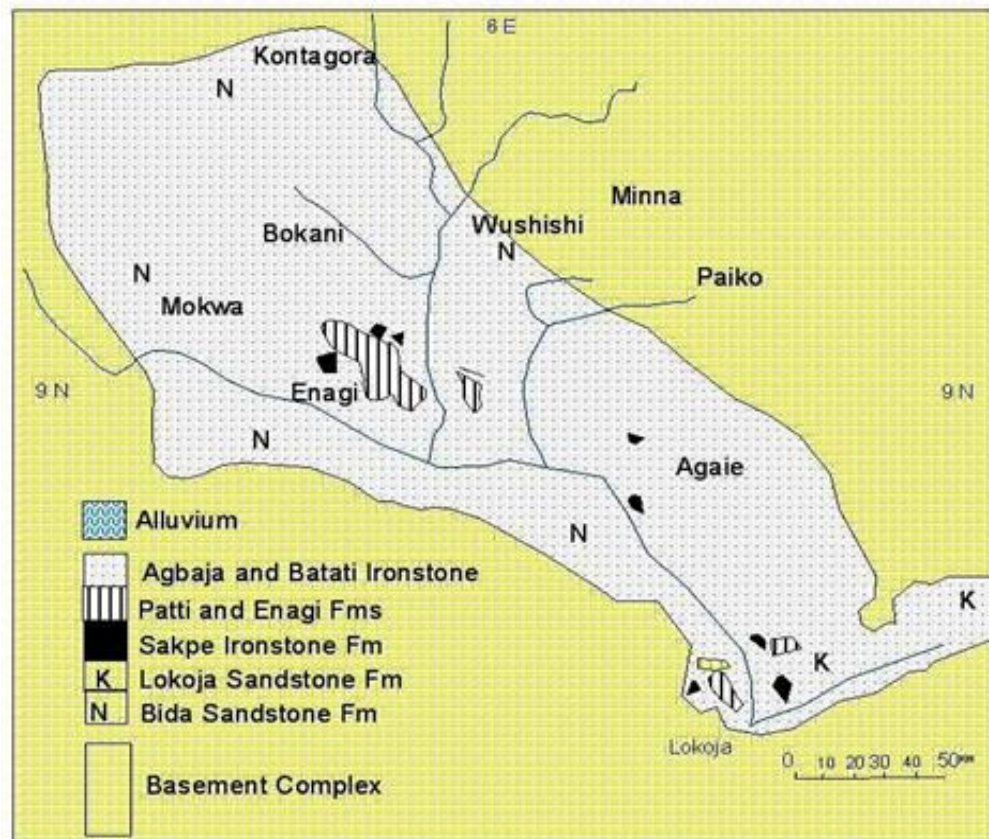 6 E
Kontagora
N
Minna
Wushishi
Bokani
N
N
Paiko
Mokwa
9 N
Enagi
9 N
N
Agaie
N
Alluvium
Agbaja and Batati Ironstone
Patti and Enagi Fms
Sakpe Ironstone Fm
K Lokoja Sandstone Fm
N Bida Sandstone Fm
Basement Complex
K
K
Lokoja
0 10 20 30 40 50KM